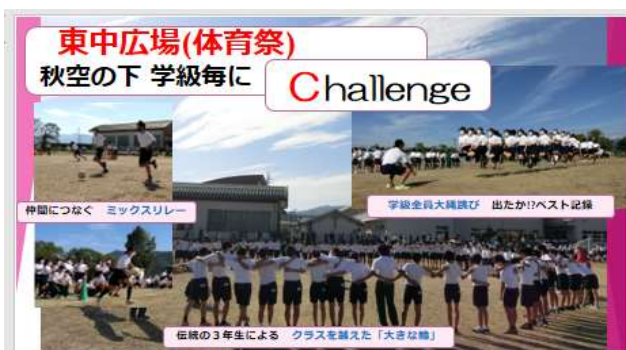 東中広場(体育祭)
秋空の下 学級毎に
Challenge
仲間につなぐ ミックスリレー
学級全員大縄跳び 出たか!?ベスト記録
伝統の3年生による クラスを越えた「大きな輪」